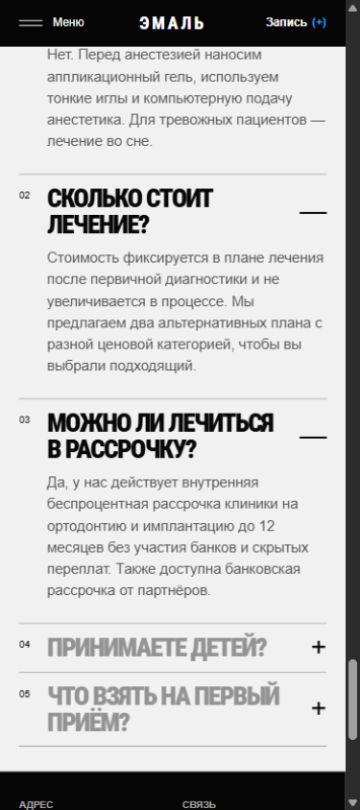 Меню ЭМАЛЬ Запись (+)
Нет. Перед анестезией наносим
аппликационный гель, используем
тонкие иглы и компьютерную подачу
анестетика. Для тревожных пациентов —
лечение во сне.
02 СКОЛЬКО СТОИТ
ЛЕЧЕНИЕ?
Стоимость фиксируется в плане лечения
после первичной диагностики и не
увеличивается в процессе. Мы
предлагаем два альтернативных плана с
разной ценовой категорией, чтобы вы
выбрали подходящий.
03 МОЖНО ЛИ ЛЕЧИТЬСЯ
В РАССРОЧКУ?
Да, у нас действует внутренняя
беспроцентная рассрочка клиники на
ортодонтию и имплантацию до 12
месяцев без участия банков и скрытых
переплат. Также доступна банковская
рассрочка от партнёров.
04 ПРИНИМАЕТЕ ДЕТЕЙ? +
05 ЧТО ВЗЯТЬ НА ПЕРВЫЙ +
ПРИЁМ?
АДРЕС СВЯЗЬ